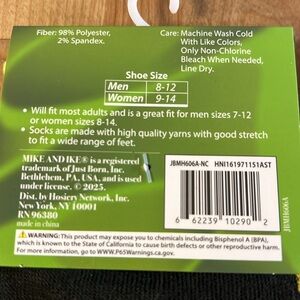 Fiber: 98% Polyester,
2% Spandex.
Care: Machine Wash Cold
With Like Colors,
Only Non-Chlorine
Bleach When Needed,
Line Dry.
Shoe Size
Men 8-12
Women 9-14
• Will fit most adults and is a great fit for men sizes 7-12
or women sizes 8-14.
• Socks are made with high quality yarns with good stretch
to fit a wide range of feet.
MIKE AND IKE® is a registered
trademark of Just Born, Inc.
Bethlehem, PA, USA, and is used
under license. © 2025.
Dist. by Hosiery Network, Inc.
New York, NY 10001
RN 96380
made in china
JBMH606A-NC HNI1619711151AST
6 62239 10290 2
JBMH606A
⚠WARNING: This product may expose you to chemicals including Bisphenol A (BPA),
which is known to the State of California to cause birth defects or other reproductive harm.
For more information, go to WWW.P65Warnings.ca.gov.